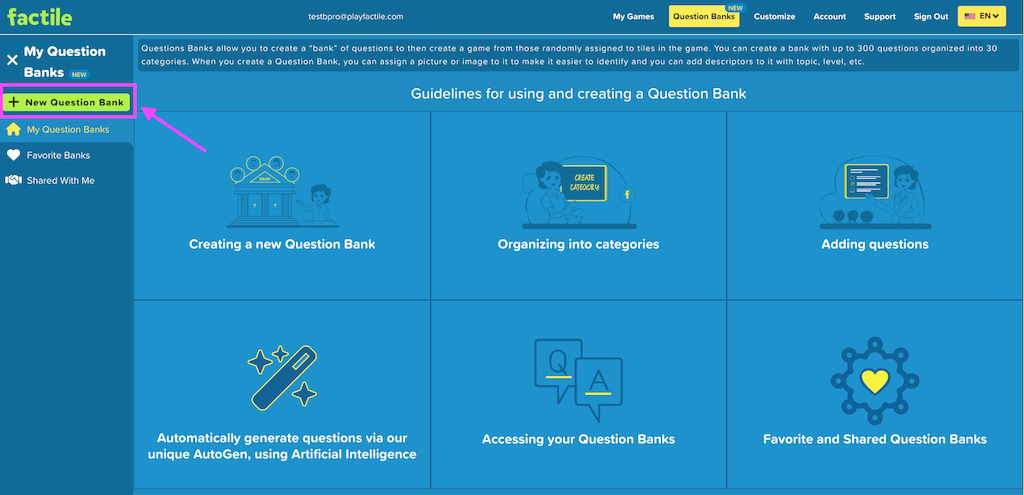 factile
testbpro@playfactile.com
My Games
Question Banks
NEW
Customize
Account
Support
Sign Out
EN
My Question
Banks NEW
+ New Question Bank
My Question Banks
Favorite Banks
Shared With Me
Questions Banks allow you to create a "bank" of questions to then create a game from those randomly assigned to tiles in the game. You can create a bank with up to 300 questions organized into 30
categories. When you create a Question Bank, you can assign a picture or image to it to make it easier to identify and you can add descriptors to it with topic, level, etc.
Guidelines for using and creating a Question Bank
BANK
? ?
Creating a new Question Bank
CREATE
CATEGORY
f
Organizing into categories
Adding questions
Automatically generate questions via our
unique AutoGen, using Artificial Intelligence
Q
A
Accessing your Question Banks
Favorite and Shared Question Banks